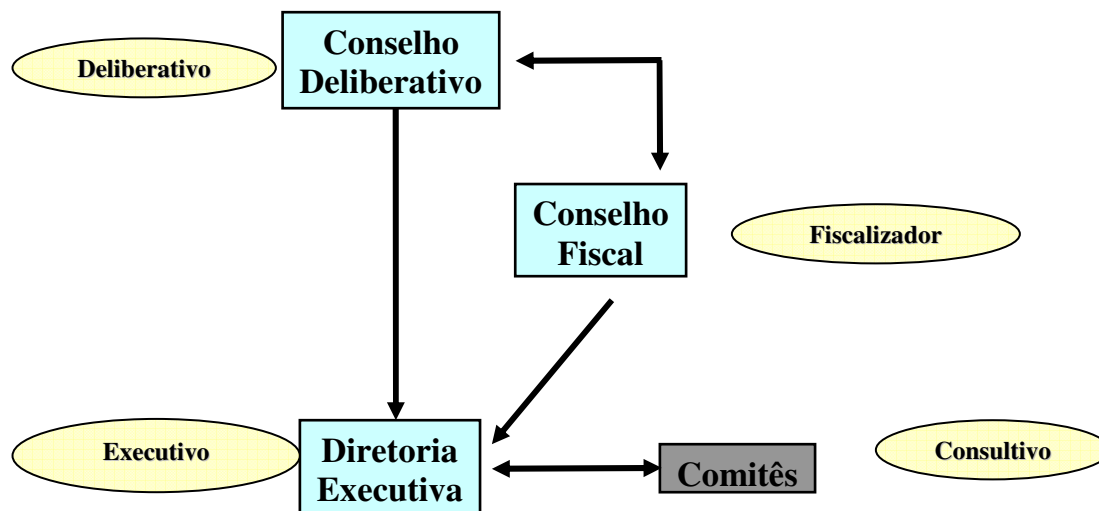 Conselho
Deliberativo
Deliberativo
Conselho
Fiscal
Fiscalizador
Executivo
Diretoria
Executiva
Comitês
Consultivo